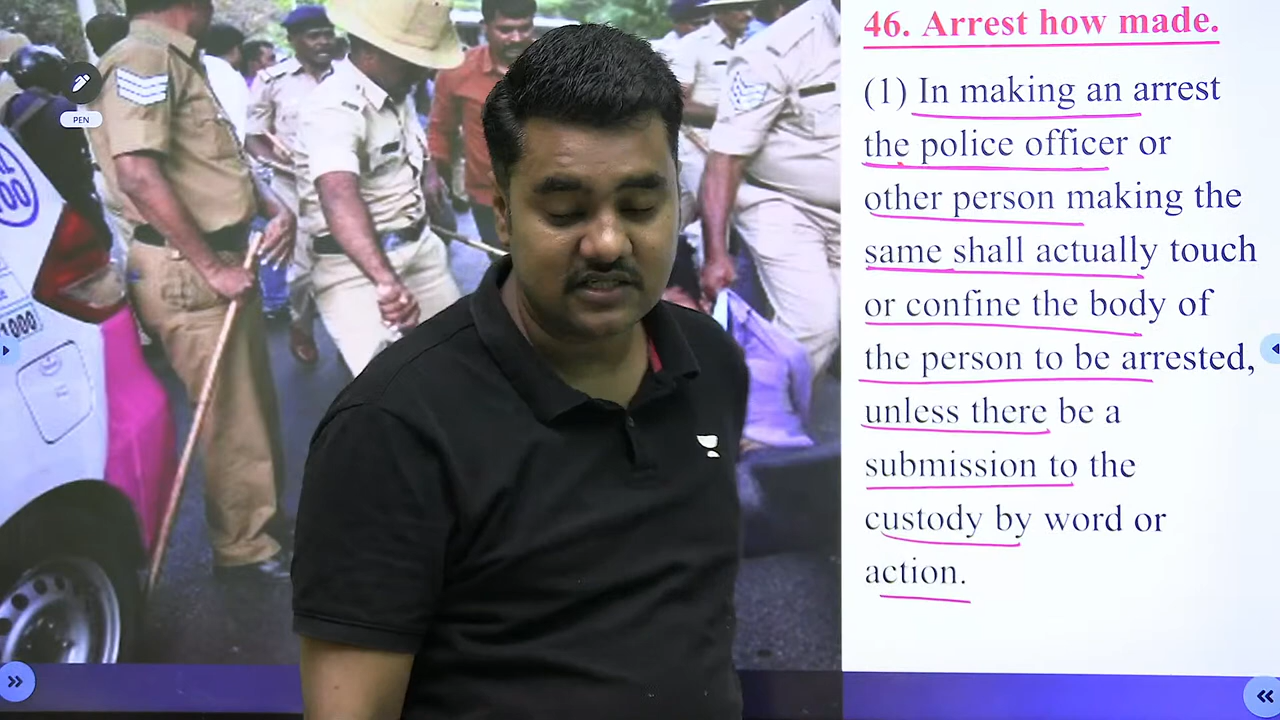 PEN
1000
46. Arrest how made.
(1) In making an arrest
the police officer or
other person making the
same shall actually touch
or confine the body of
the person to be arrested,
unless there be a
submission to the
custody by word or
action.